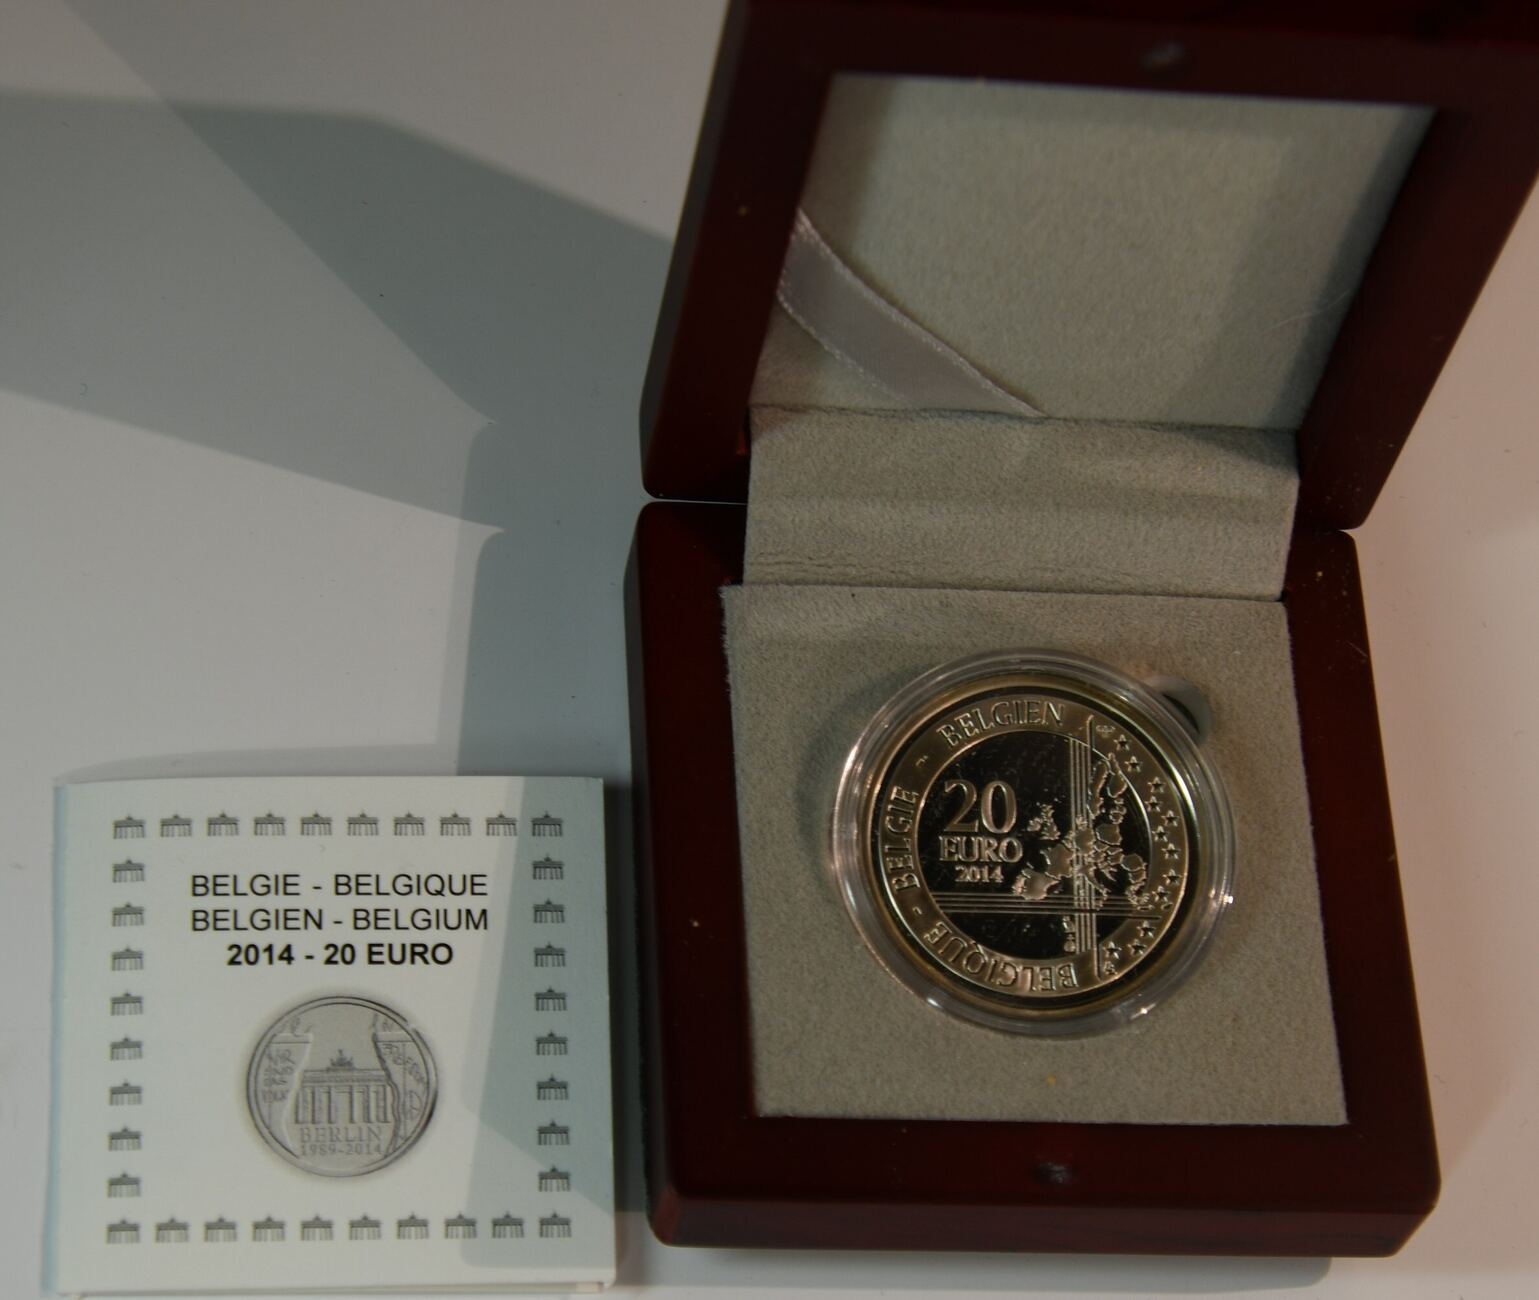 BELGIE - BELGIQUE
BELGIEN - BELGIUM
2014 - 20 EURO
BERLIN
1989-2014
BELGIQUE - BELGIE - BELGIEN
20
EURO
2014